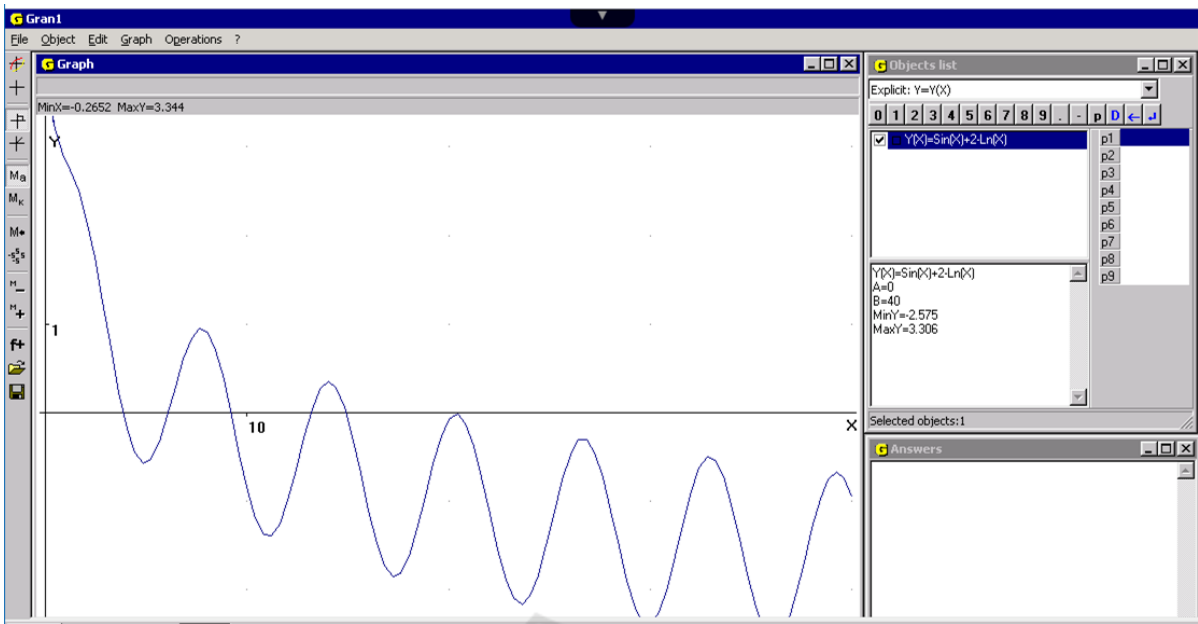 Gran1
File Object Edit Graph Operations ?
Graph
MinX=-0.2652 MaxY=3.344
Y
1
10
X
Ma
Mк
M
-s s s s
M
M+
f+
Objects list
Explicit: Y=Y(X)
0 1 2 3 4 5 6 7 8 9 . - p D ← ↲
Y(X)=Sin(X)+2-Ln(X)
p1
p2
p3
p4
p5
p6
p7
p8
p9
Y(X)=Sin(X)+2-Ln(X)
A=0
B=40
MinY=-2.575
MaxY=3.306
Selected objects:1
Answers